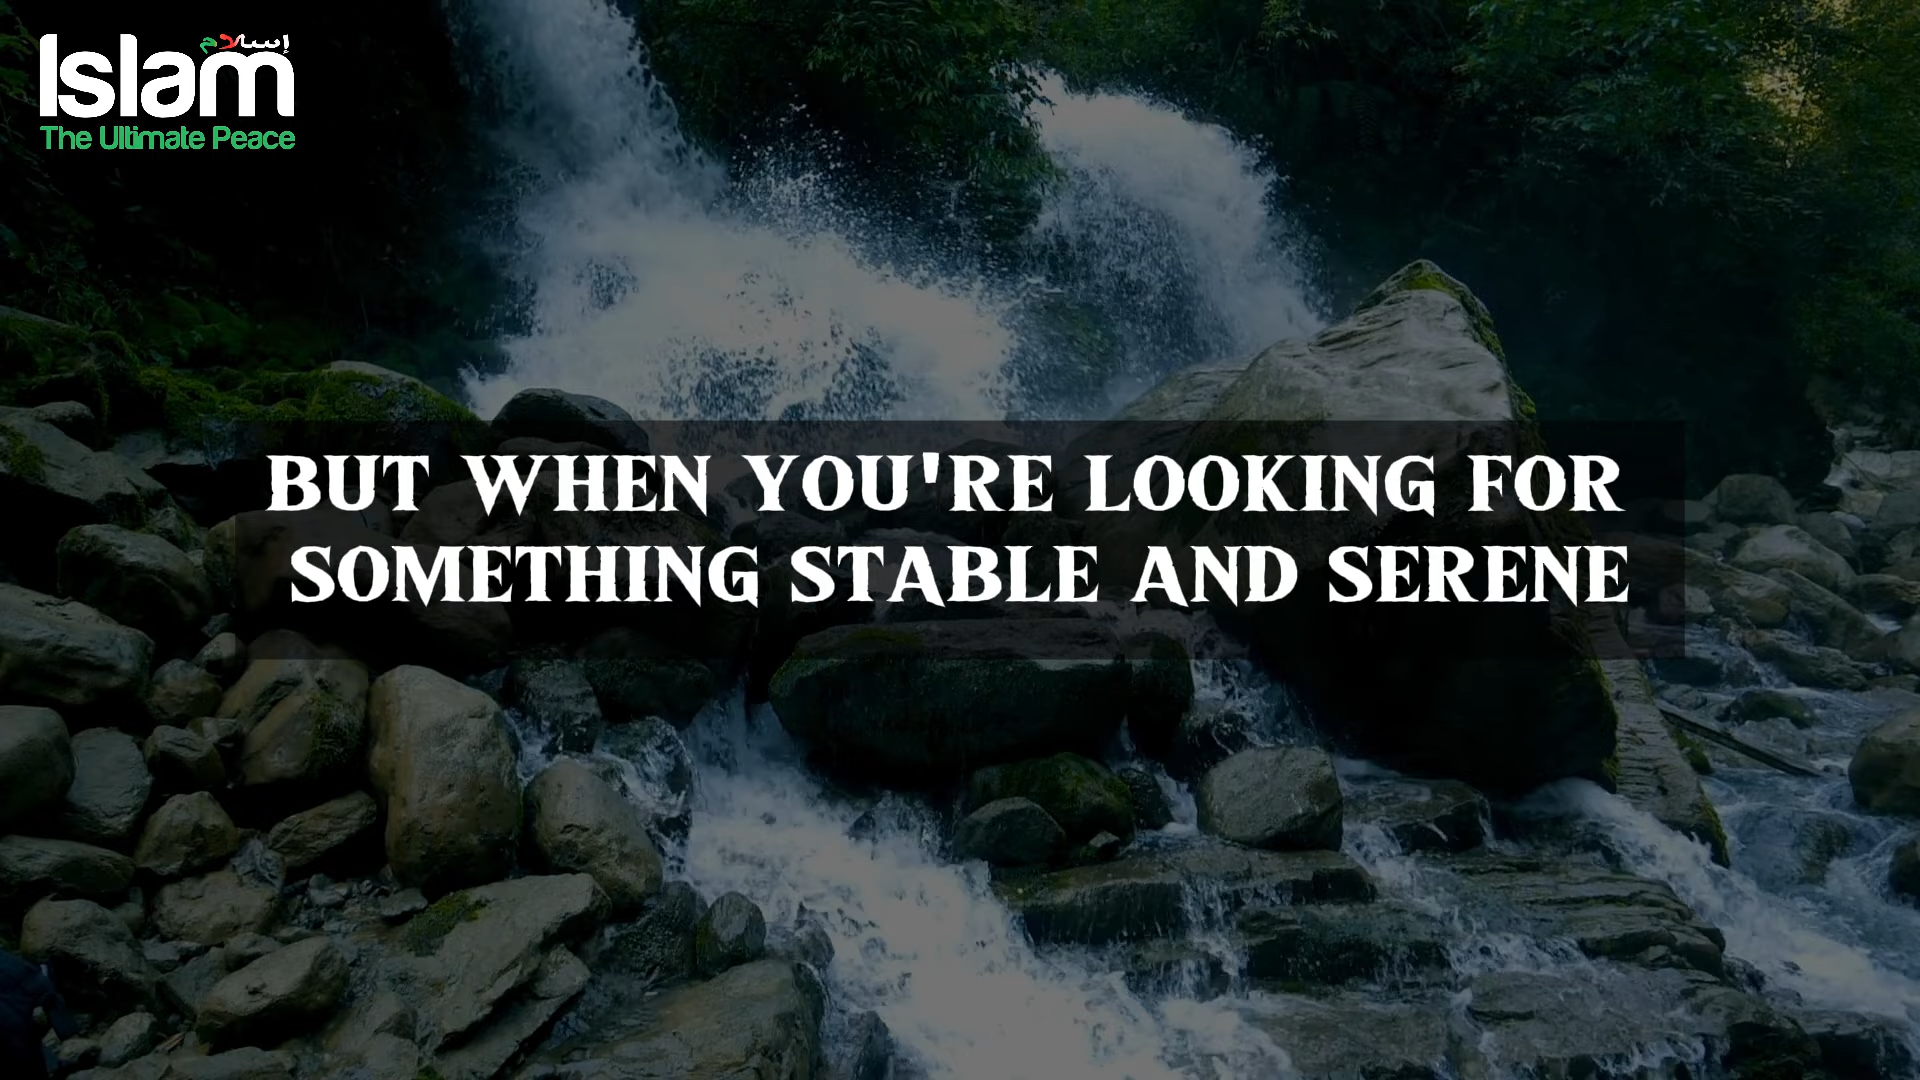 إسلام
Islam
The Ultimate Peace
BUT WHEN YOU'RE LOOKING FOR
SOMETHING STABLE AND SERENE